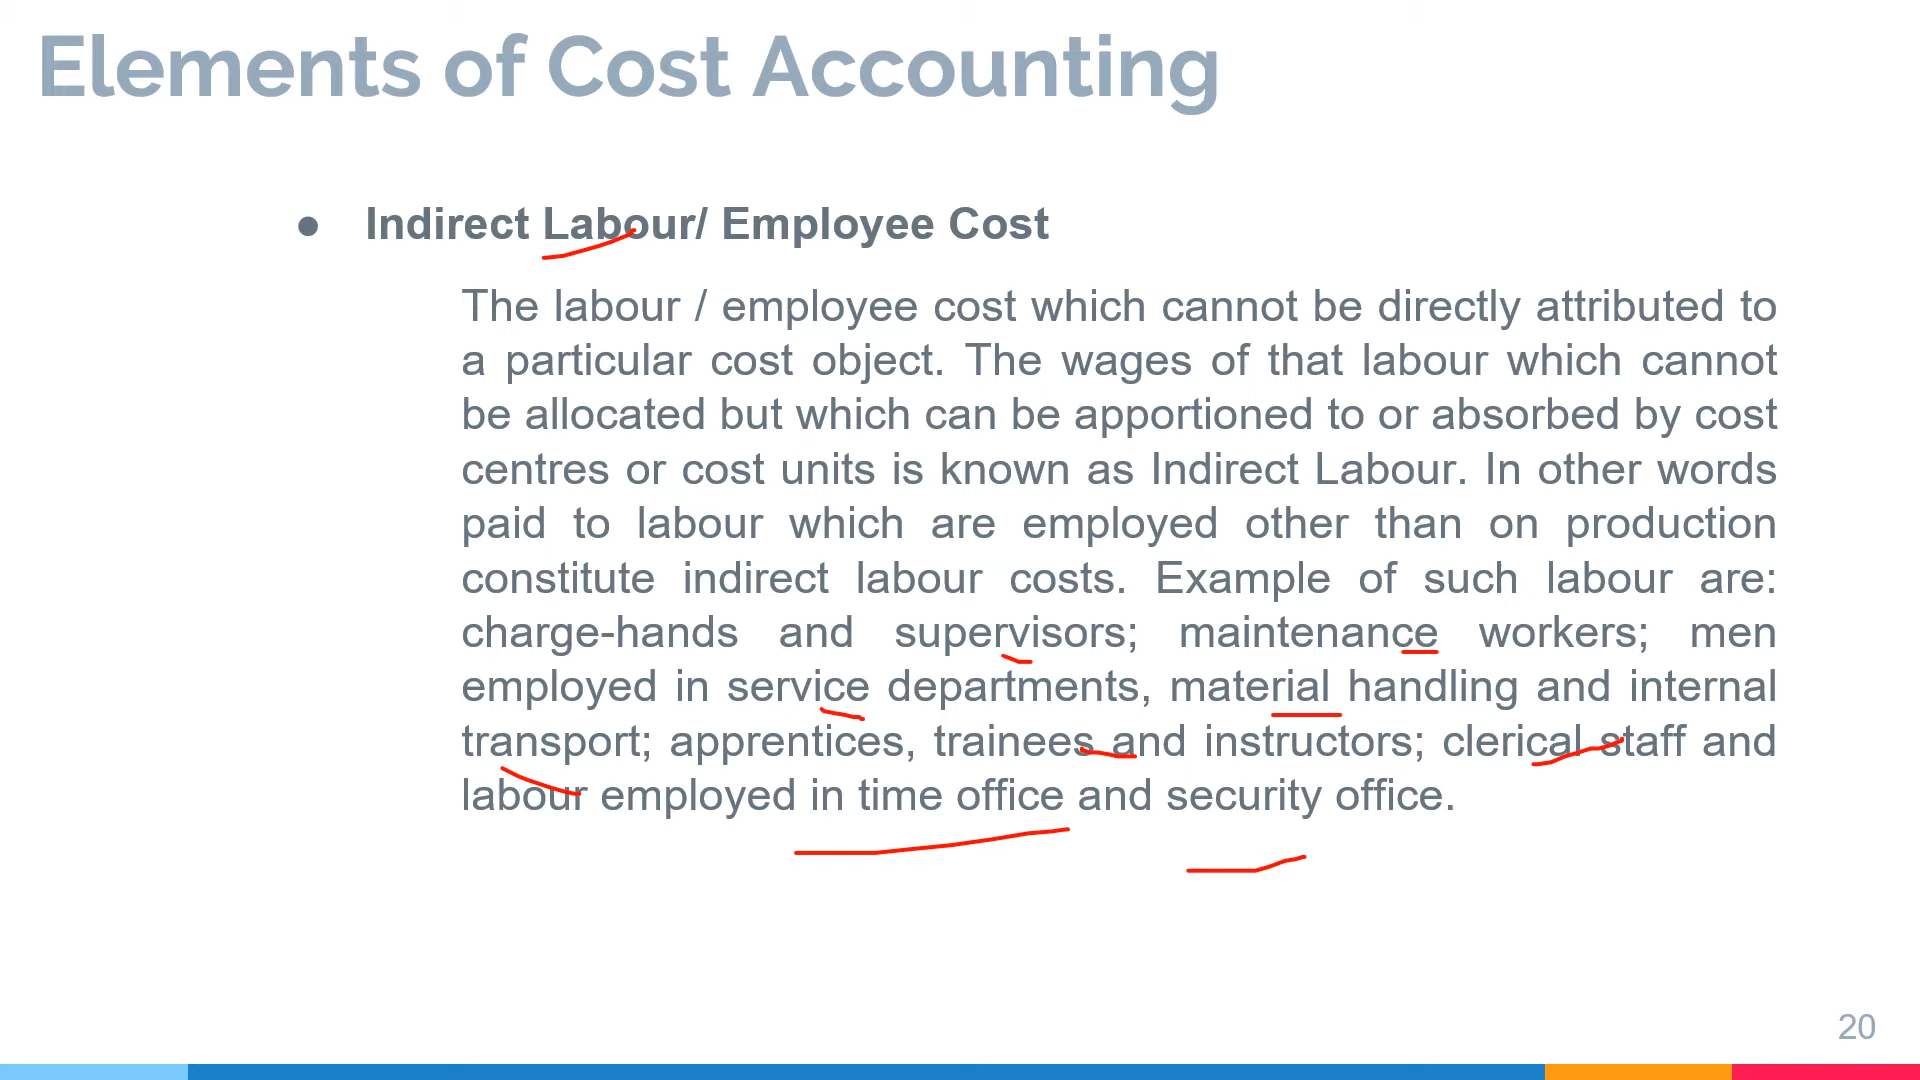 Elements of Cost Accounting
● Indirect Labour/ Employee Cost
The labour / employee cost which cannot be directly attributed to
a particular cost object. The wages of that labour which cannot
be allocated but which can be apportioned to or absorbed by cost
centres or cost units is known as Indirect Labour. In other words
paid to labour which are employed other than on production
constitute indirect labour costs. Example of such labour are:
charge-hands and supervisors; maintenance workers; men
employed in service departments, material handling and internal
transport; apprentices, trainees and instructors; clerical staff and
labour employed in time office and security office.
20